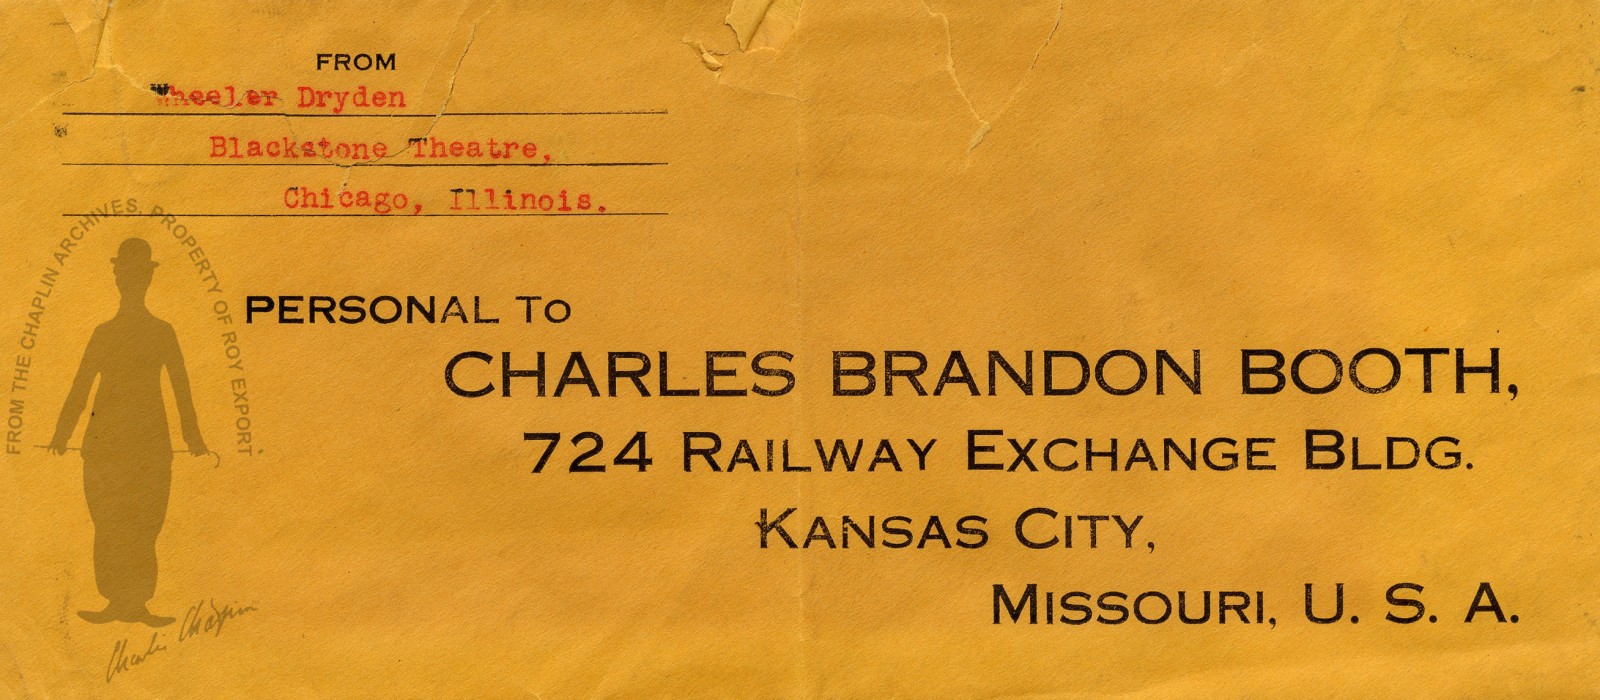 FROM
Wheeler Dryden
Blackstone Theatre,
Chicago, Illinois.
FROM THE CHAPLIN ARCHIVES. PROPERTY OF ROY EXPORT
PERSONAL TO
CHARLES BRANDON BOOTH,
724 RAILWAY EXCHANGE BLDG.
KANSAS CITY,
MISSOURI, U. S. A.
Charlie Chaplin